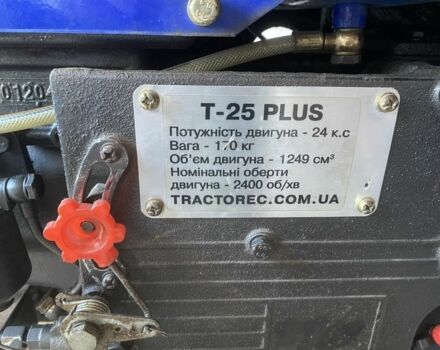 0120
T-25 PLUS
Потужність двигуна - 24 к.с
Вага - 170 кг
Об'єм двигуна - 1249 см³
Номінальні оберти
двигуна - 2400 об/хв
TRACTOREC.COM.UA